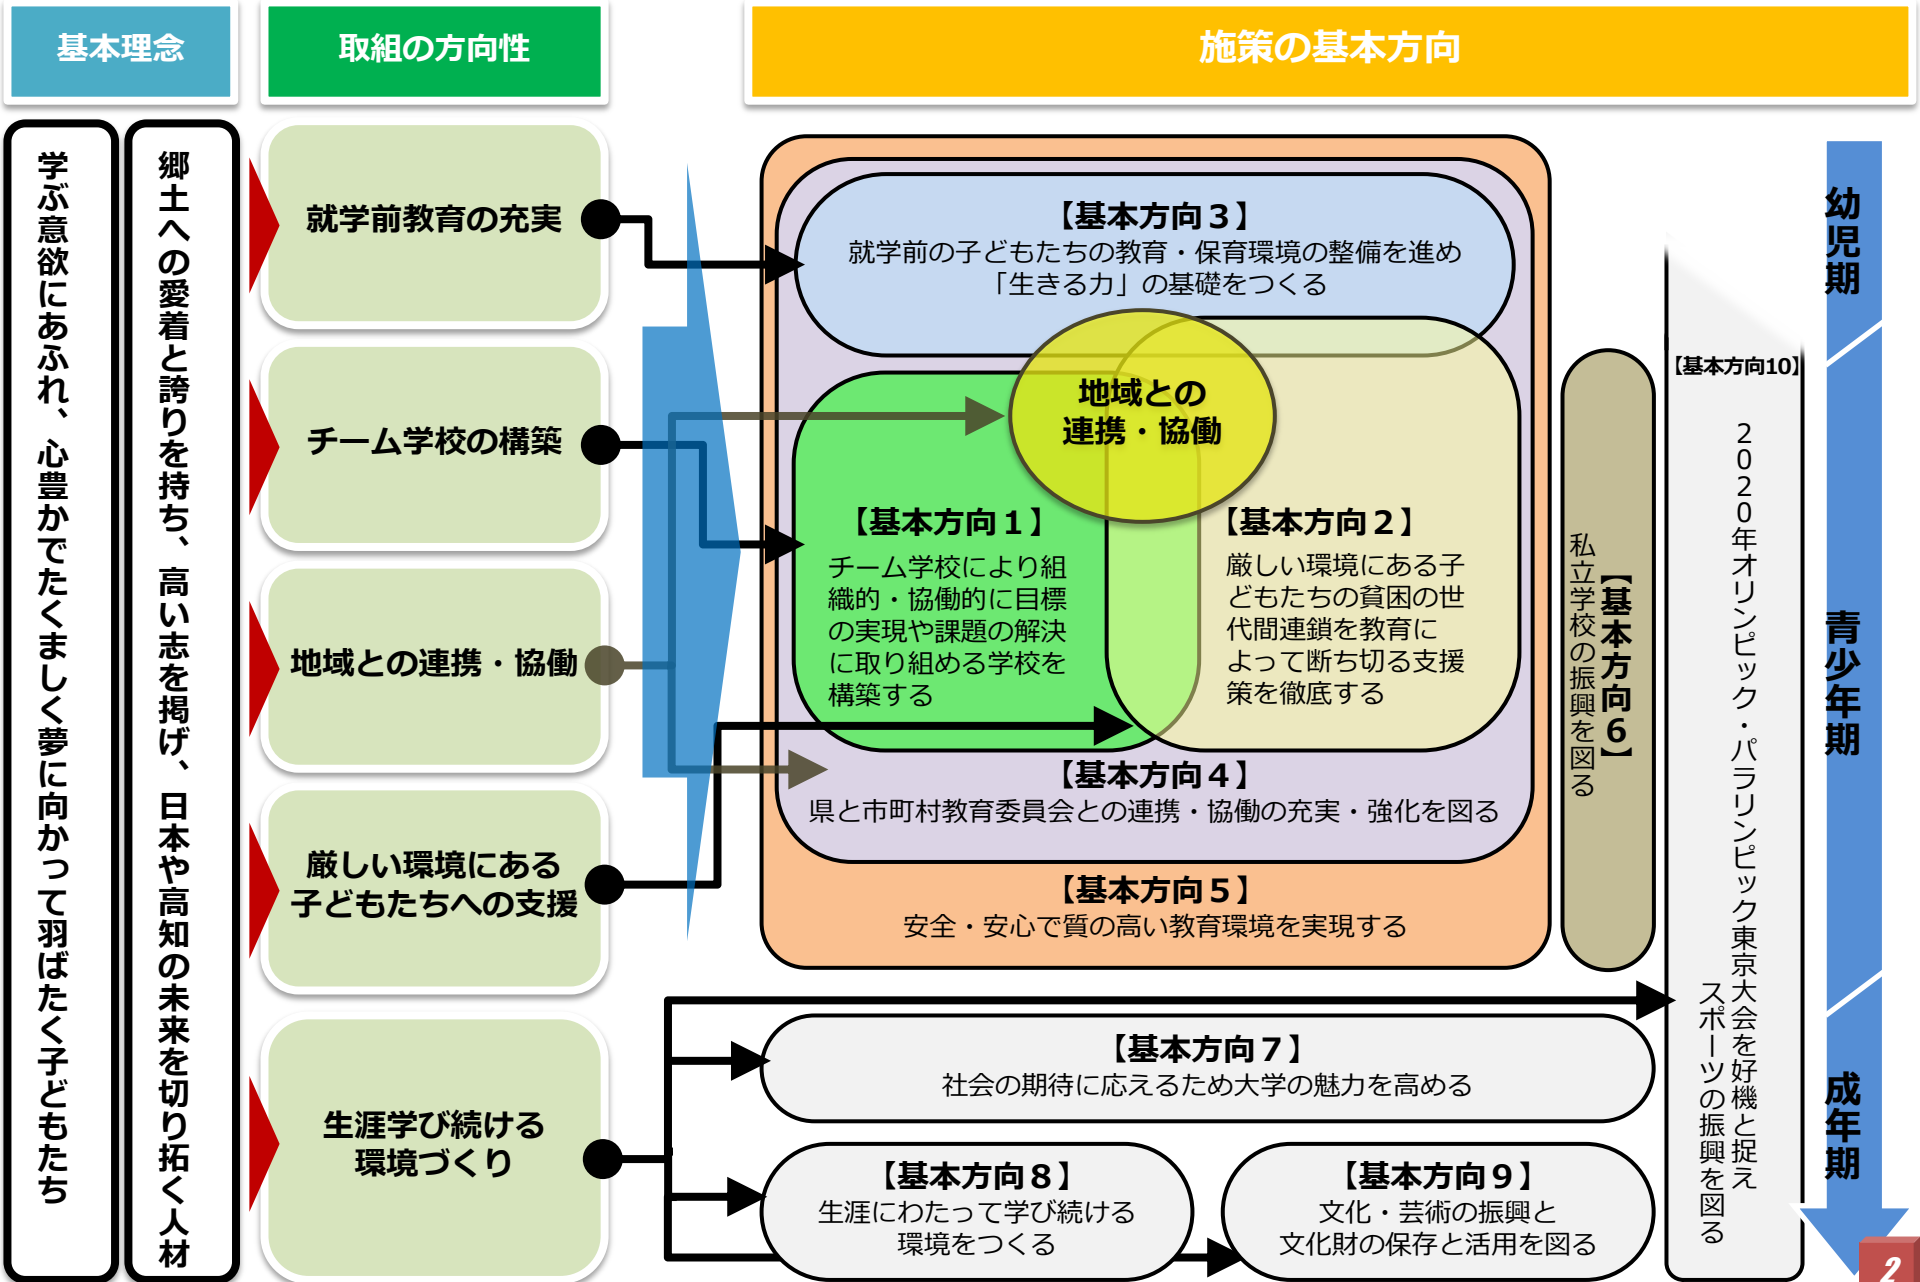 基本理念
取組の方向性
施策の基本方向
学ぶ意欲にあふれ、心豊かでたくましく夢に向かって羽ばたく子どもたち
郷土への愛着と誇りを持ち、高い志を掲げ、日本や高知の未来を切り拓く人材
就学前教育の充実
チーム学校の構築
地域との連携・協働
厳しい環境にある
子どもたちへの支援
生涯学び続ける
環境づくり
【基本方向３】
就学前の子どもたちの教育・保育環境の整備を進め
「生きる力」の基礎をつくる
地域との
連携・協働
【基本方向１】
チーム学校により組
織的・協働的に目標
の実現や課題の解決
に取り組める学校を
構築する
【基本方向２】
厳しい環境にある子
どもたちの貧困の世
代間連鎖を教育に
よって断ち切る支援
策を徹底する
【基本方向４】
県と市町村教育委員会との連携・協働の充実・強化を図る
【基本方向５】
安全・安心で質の高い教育環境を実現する
【基本方向６】
私立学校の振興を図る
【基本方向７】
社会の期待に応えるため大学の魅力を高める
【基本方向８】
生涯にわたって学び続ける
環境をつくる
【基本方向９】
文化・芸術の振興と
文化財の保存と活用を図る
【基本方向10】
２０２０年オリンピック・パラリンピック東京大会を好機と捉え
スポーツの振興を図る
幼児期
青少年期
成年期
2